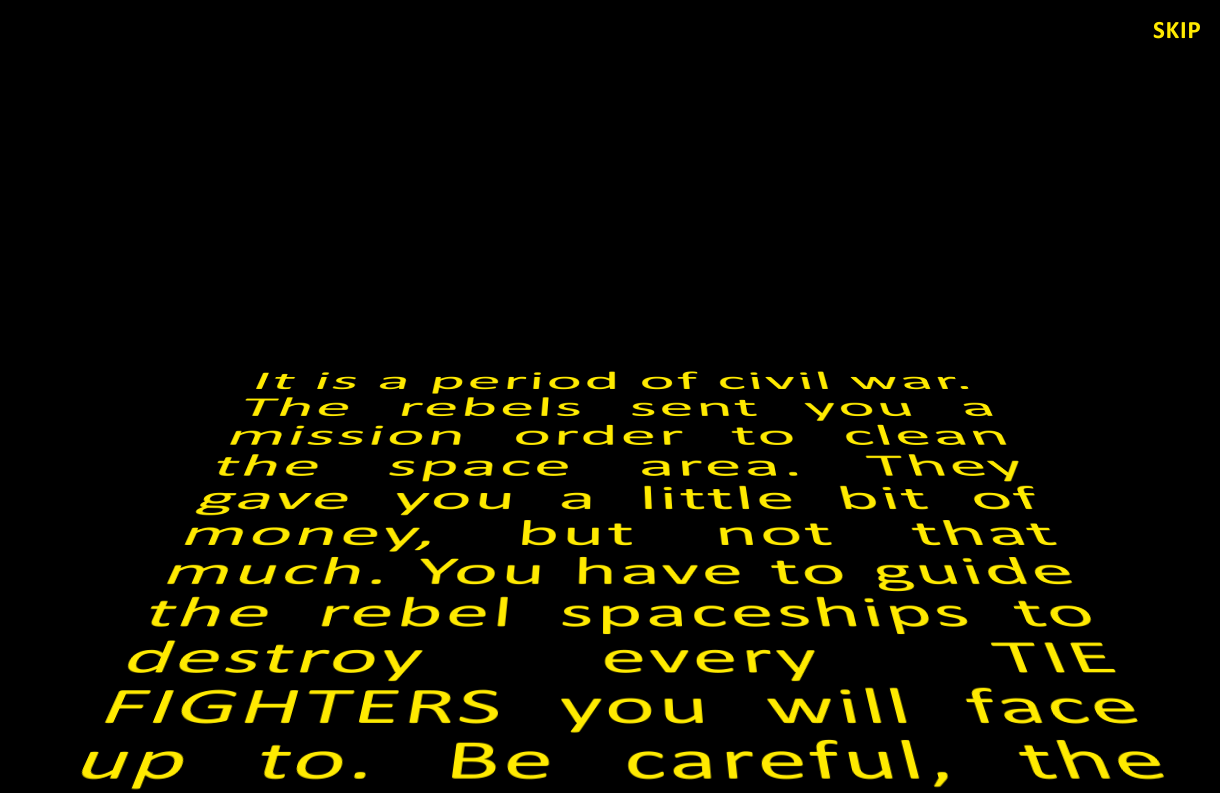 SKIP
It is a period of civil war.
The rebels sent you a
mission order to clean
the space area. They
gave you a little bit of
money, but not that
much. You have to guide
the rebel spaceships to
destroy every TIE
FIGHTERS you will face
up to. Be careful, the